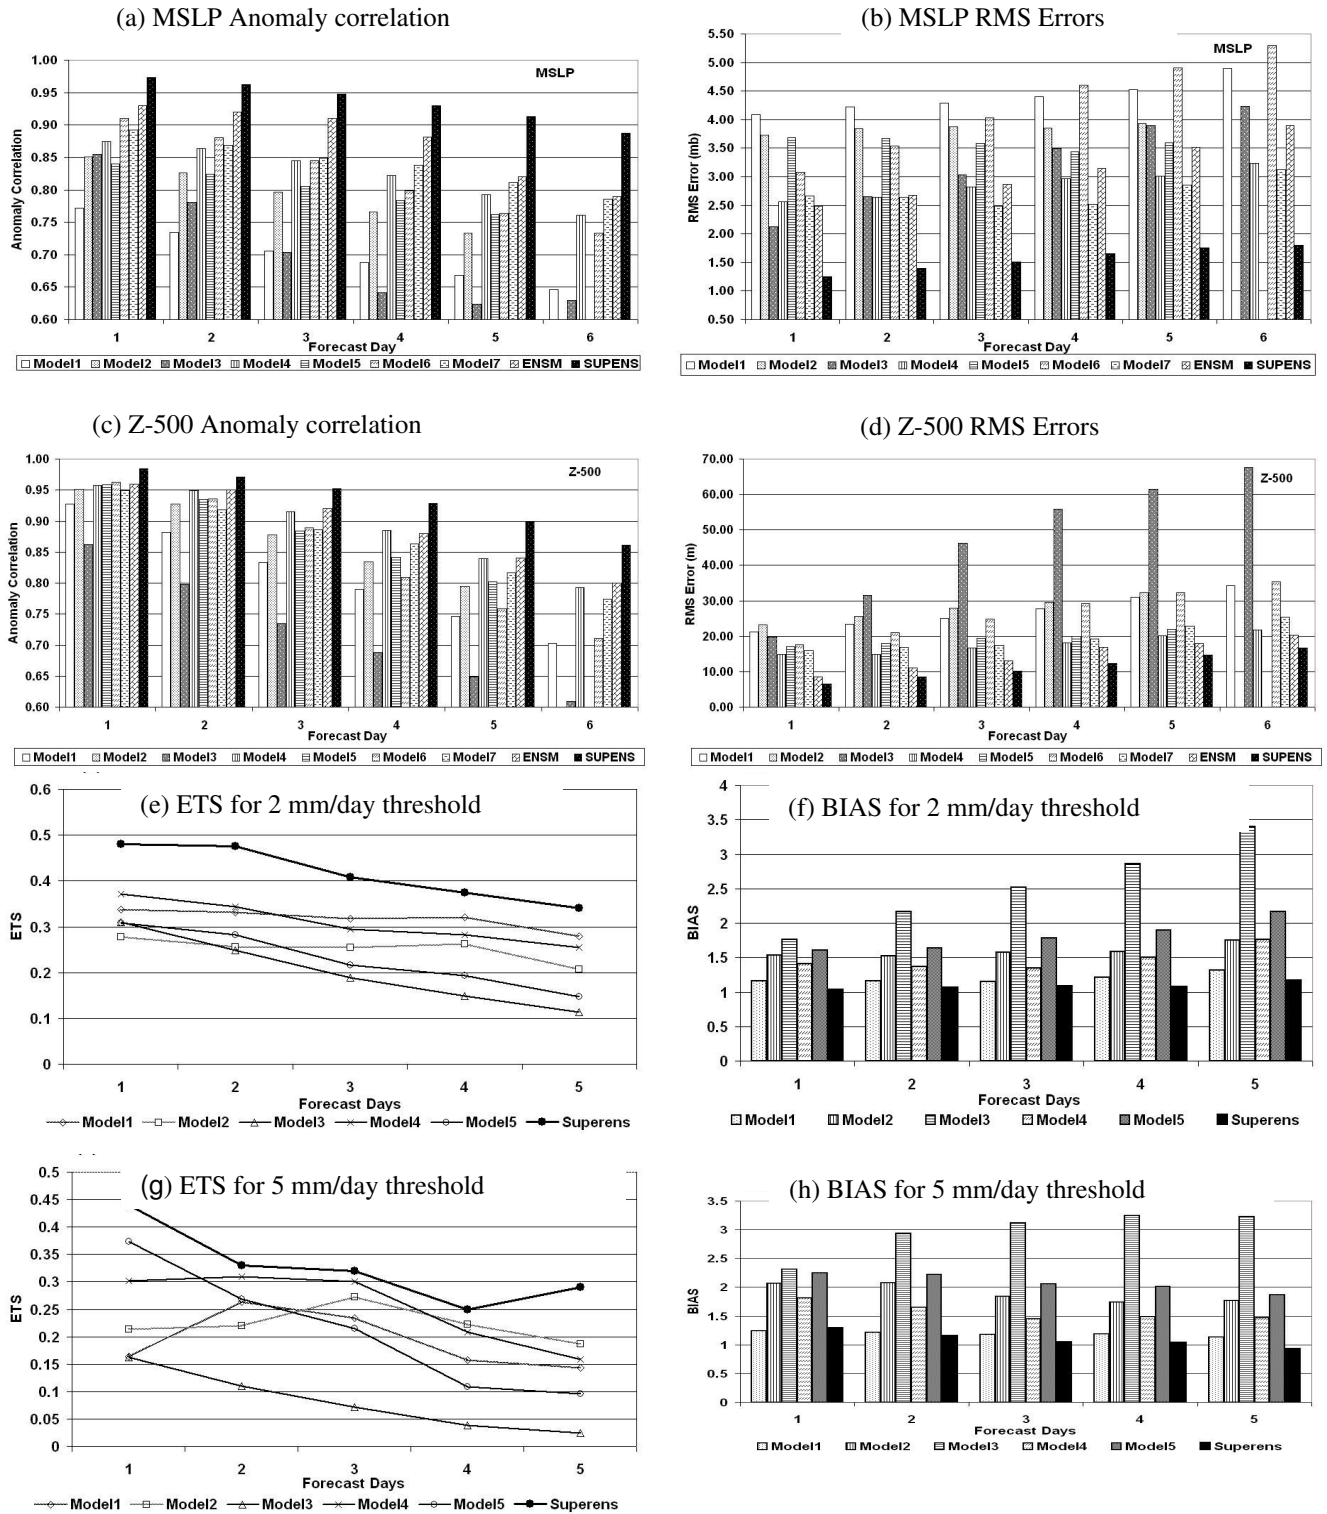 (a) MSLP Anomaly correlation
1.00
0.95
0.90
0.85
0.80
0.75
0.70
0.65
0.60
Anomaly Correlation
MSLP
1 2 3 4 5 6
Forecast Day
Model1 Model2 Model3 Model4 Model5 Model6 Model7 ENSM SUPENS
(b) MSLP RMS Errors
5.50
5.00
4.50
4.00
3.50
3.00
2.50
2.00
1.50
1.00
0.50
RMS Error (mb)
MSLP
1 2 3 4 5 6
Forecast Day
Model1 Model2 Model3 Model4 Model5 Model6 Model7 ENSM SUPENS
(c) Z-500 Anomaly correlation
1.00
0.95
0.90
0.85
0.80
0.75
0.70
0.65
0.60
Anomaly Correlation
Z-500
1 2 3 4 5 6
Forecast Day
Model1 Model2 Model3 Model4 Model5 Model6 Model7 ENSM SUPENS
(d) Z-500 RMS Errors
70.00
60.00
50.00
40.00
30.00
20.00
10.00
0.00
RMS Error (m)
Z-500
1 2 3 4 5 6
Forecast Day
Model1 Model2 Model3 Model4 Model5 Model6 Model7 ENSM SUPENS
(e) ETS for 2 mm/day threshold
0.6
0.5
0.4
0.3
0.2
0.1
0
ETS
1 2 3 4 5
Forecast Days
Model1 Model2 Model3 Model4 Model5 Superens
(f) BIAS for 2 mm/day threshold
4
3.5
3
2.5
2
1.5
1
0.5
0
BIAS
1 2 3 4 5
Forecast Days
Model1 Model2 Model3 Model4 Model5 Superens
(g) ETS for 5 mm/day threshold
0.5
0.45
0.4
0.35
0.3
0.25
0.2
0.15
0.1
0.05
0
ETS
1 2 3 4 5
Forecast Days
Model1 Model2 Model3 Model4 Model5 Superens
(h) BIAS for 5 mm/day threshold
3.5
3
2.5
2
1.5
1
0.5
0
BIAS
1 2 3 4 5
Forecast Days
Model1 Model2 Model3 Model4 Model5 Superens